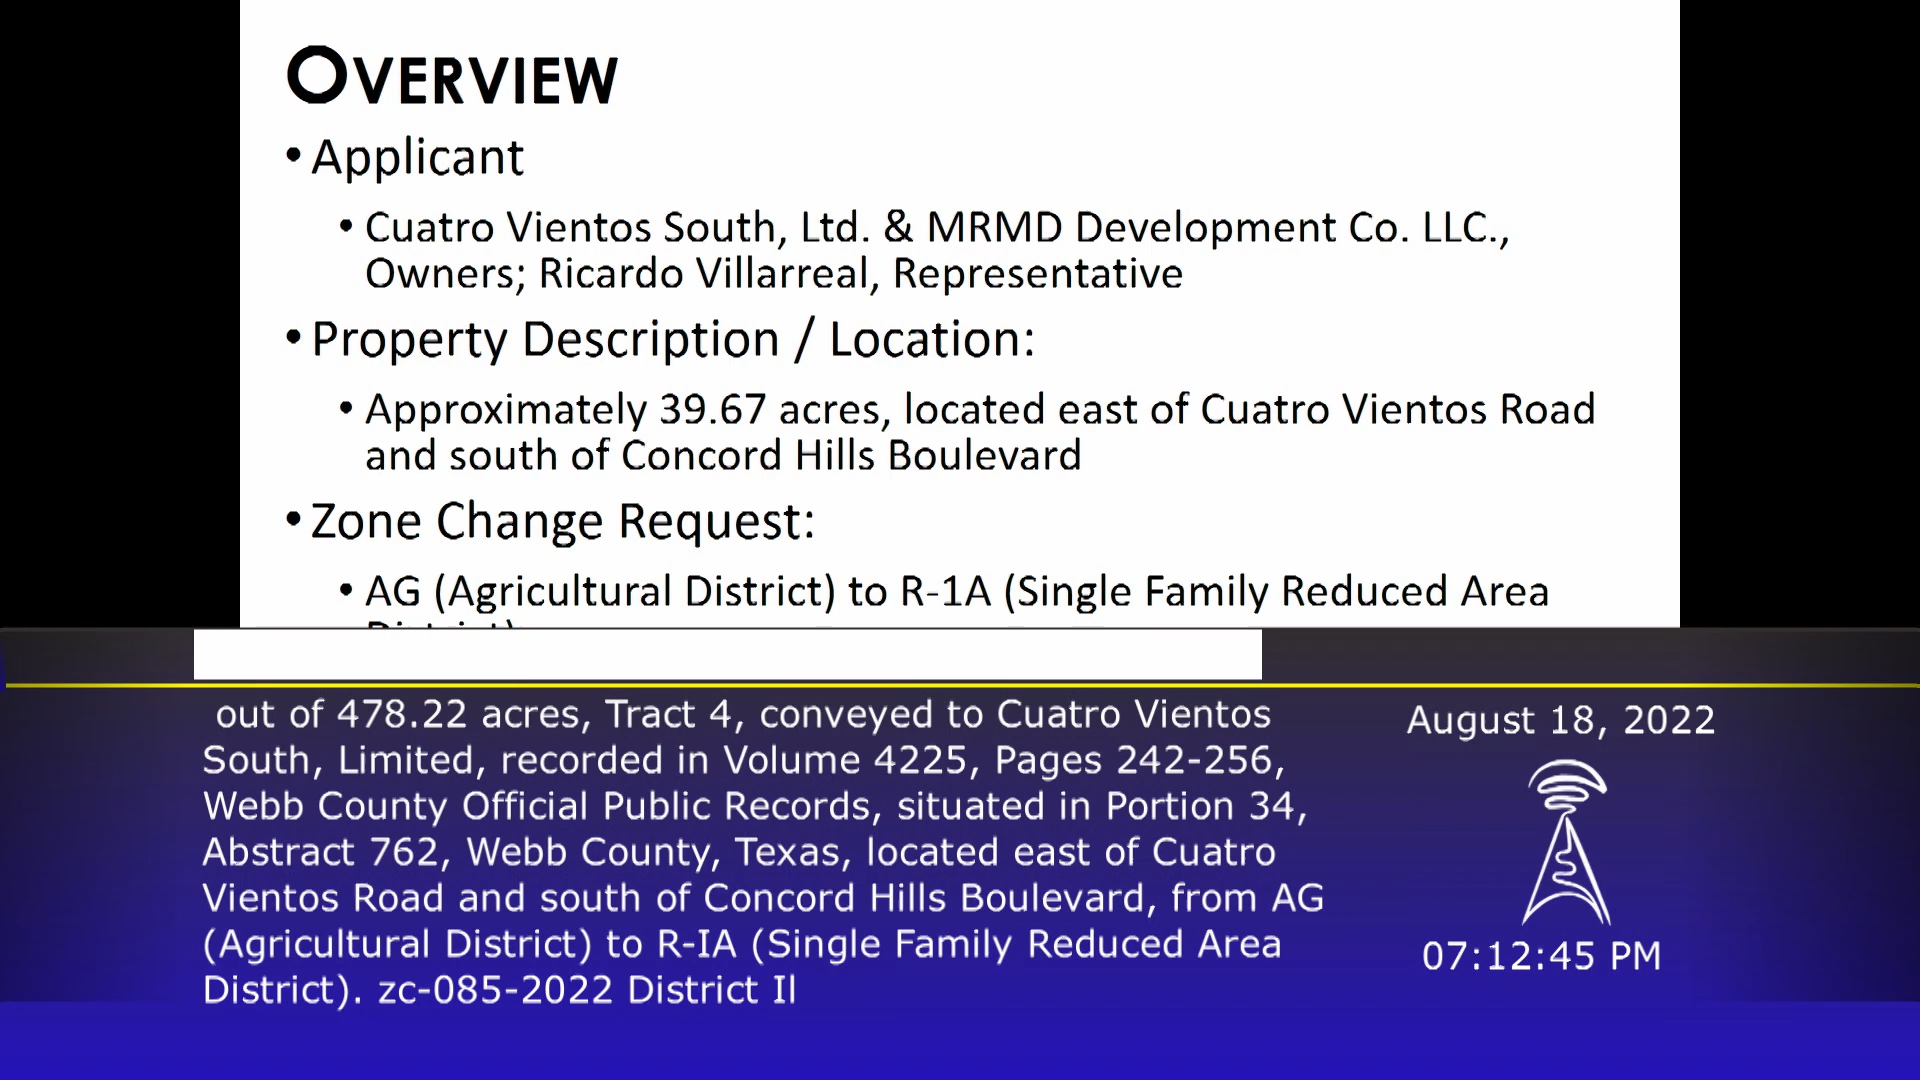 OVERVIEW
• Applicant
• Cuatro Vientos South, Ltd. & MRMD Development Co. LLC.,
Owners; Ricardo Villarreal, Representative
• Property Description / Location:
• Approximately 39.67 acres, located east of Cuatro Vientos Road
and south of Concord Hills Boulevard
• Zone Change Request:
• AG (Agricultural District) to R-1A (Single Family Reduced Area
out of 478.22 acres, Tract 4, conveyed to Cuatro Vientos
South, Limited, recorded in Volume 4225, Pages 242-256,
Webb County Official Public Records, situated in Portion 34,
Abstract 762, Webb County, Texas, located east of Cuatro
Vientos Road and south of Concord Hills Boulevard, from AG
(Agricultural District) to R-IA (Single Family Reduced Area
District). zc-085-2022 District Il
August 18, 2022
07:12:45 PM